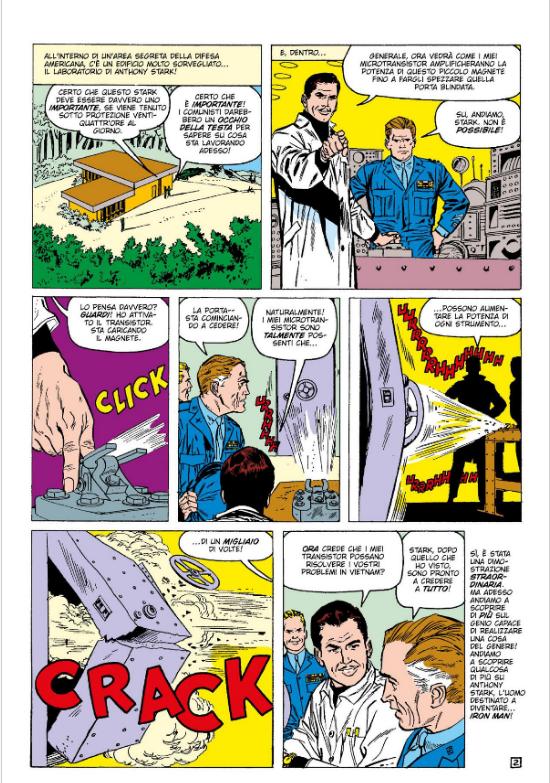 ALL'INTERNO DI UN'AREA SEGRETA DELLA DIFESA
AMERICANA, C'È UN EDIFICIO MOLTO SORVEGLIATO...
IL LABORATORIO DI ANTHONY STARK!
CERTO CHE QUESTO STARK
DEVE ESSERE DAVVERO UNO
IMPORTANTE, SE VIENE TENUTO
SOTTO PROTEZIONE VENTI-
QUATTR'ORE AL
GIORNO.
CERTO
CHE È
IMPORTANTE!
I COMUNISTI DAREB-
BERO UN OCCHIO
DELLA TESTA PER
SAPERE SU COSA
STA LAVORANDO
ADESSO!
E, DENTRO...
GENERALE, ORA VEDRÀ COME I MIEI
MICROTRANSISTOR AMPLIFICHERANNO LA
POTENZA DI QUESTO PICCOLO MAGNETE
FINO A FARGLI SPEZZARE QUELLA
PORTA BLINDATA.
SU, ANDIAMO,
STARK. NON È
POSSIBILE!
LO PENSA DAVVERO?
GUARDI! HO ATTIVA-
TO IL TRANSISTOR.
STA CARICANDO
IL MAGNETE.
CLICK
LA PORTA--
STA COMINCIAN-
DO A CEDERE!
NATURALMENTE!
I MIEI MICROTRAN-
SISTOR SONO
TALMENTE POS-
SENTI CHE...
...POSSONO AUMEN-
TARE LA POTENZA DI
OGNI STRUMENTO...
...DI UN MIGLIAIO
DI VOLTE!
CRACK
ORA CREDE CHE I MIEI
TRANSISTOR POSSANO
RISOLVERE I VOSTRI
PROBLEMI IN VIETNAM?
STARK, DOPO
QUELLO CHE
HO VISTO,
SONO PRONTO
A CREDERE
A TUTTO!
SÌ, È STATA
UNA DIMO-
STRAZIONE
STRAOR-
DINARIA.
MA ADESSO
ANDIAMO A
SCOPRIRE
DI PIÙ SUL
GENIO CAPACE
DI REALIZZARE
UNA COSA
DEL GENERE!
ANDIAMO
A SCOPRIRE
QUALCOSA
DI PIÙ SU
ANTHONY
STARK, L'UOMO
DESTINATO A
DIVENTARE...
IRON MAN!
2